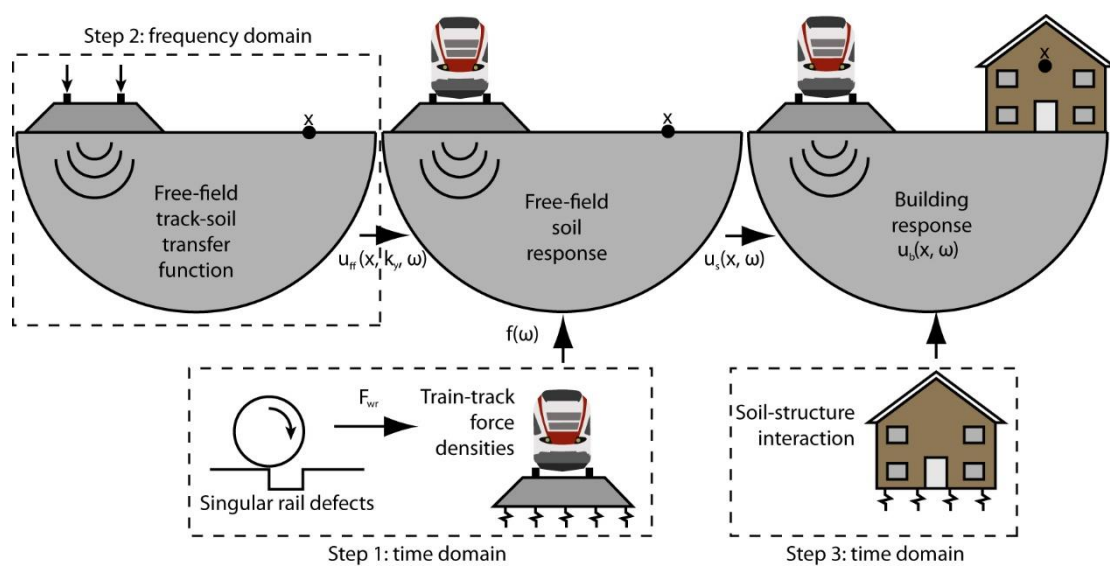 Step 2: frequency domain
x
Free-field
track-soil
transfer
function
u_ff(x, k_y, ω)
x
Free-field
soil
response
u_s(x, ω)
x
Building
response
u_b(x, ω)
f(ω)
F_wr
Train-track
force
densities
Singular rail defects
Step 1: time domain
Soil-structure
interaction
Step 3: time domain